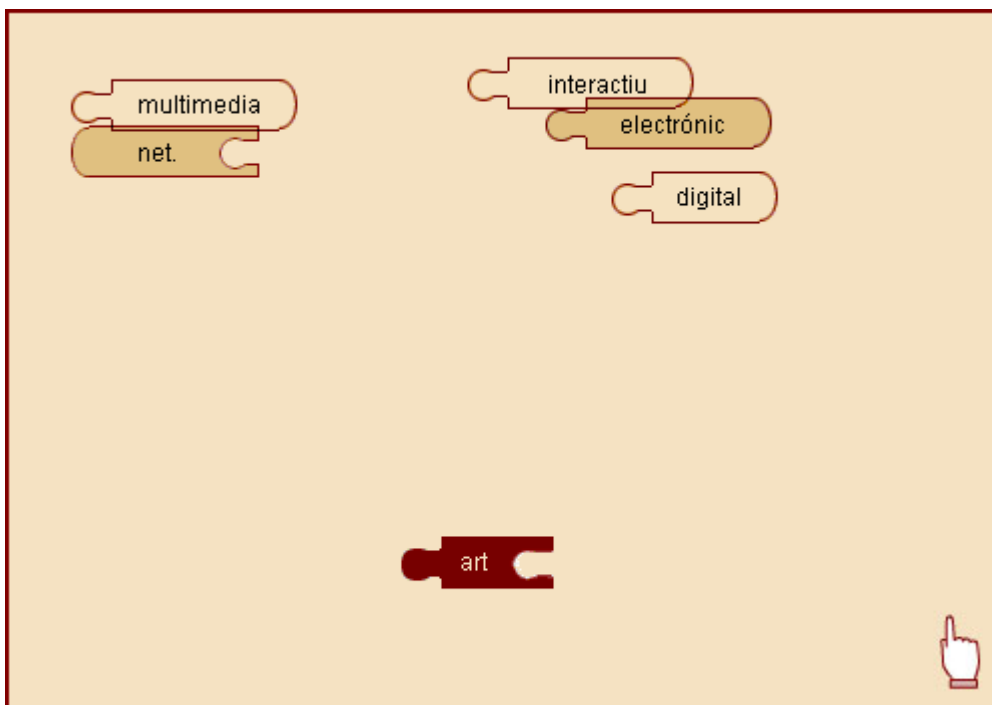 multimedia
net.
interactiu
electrónic
digital
art